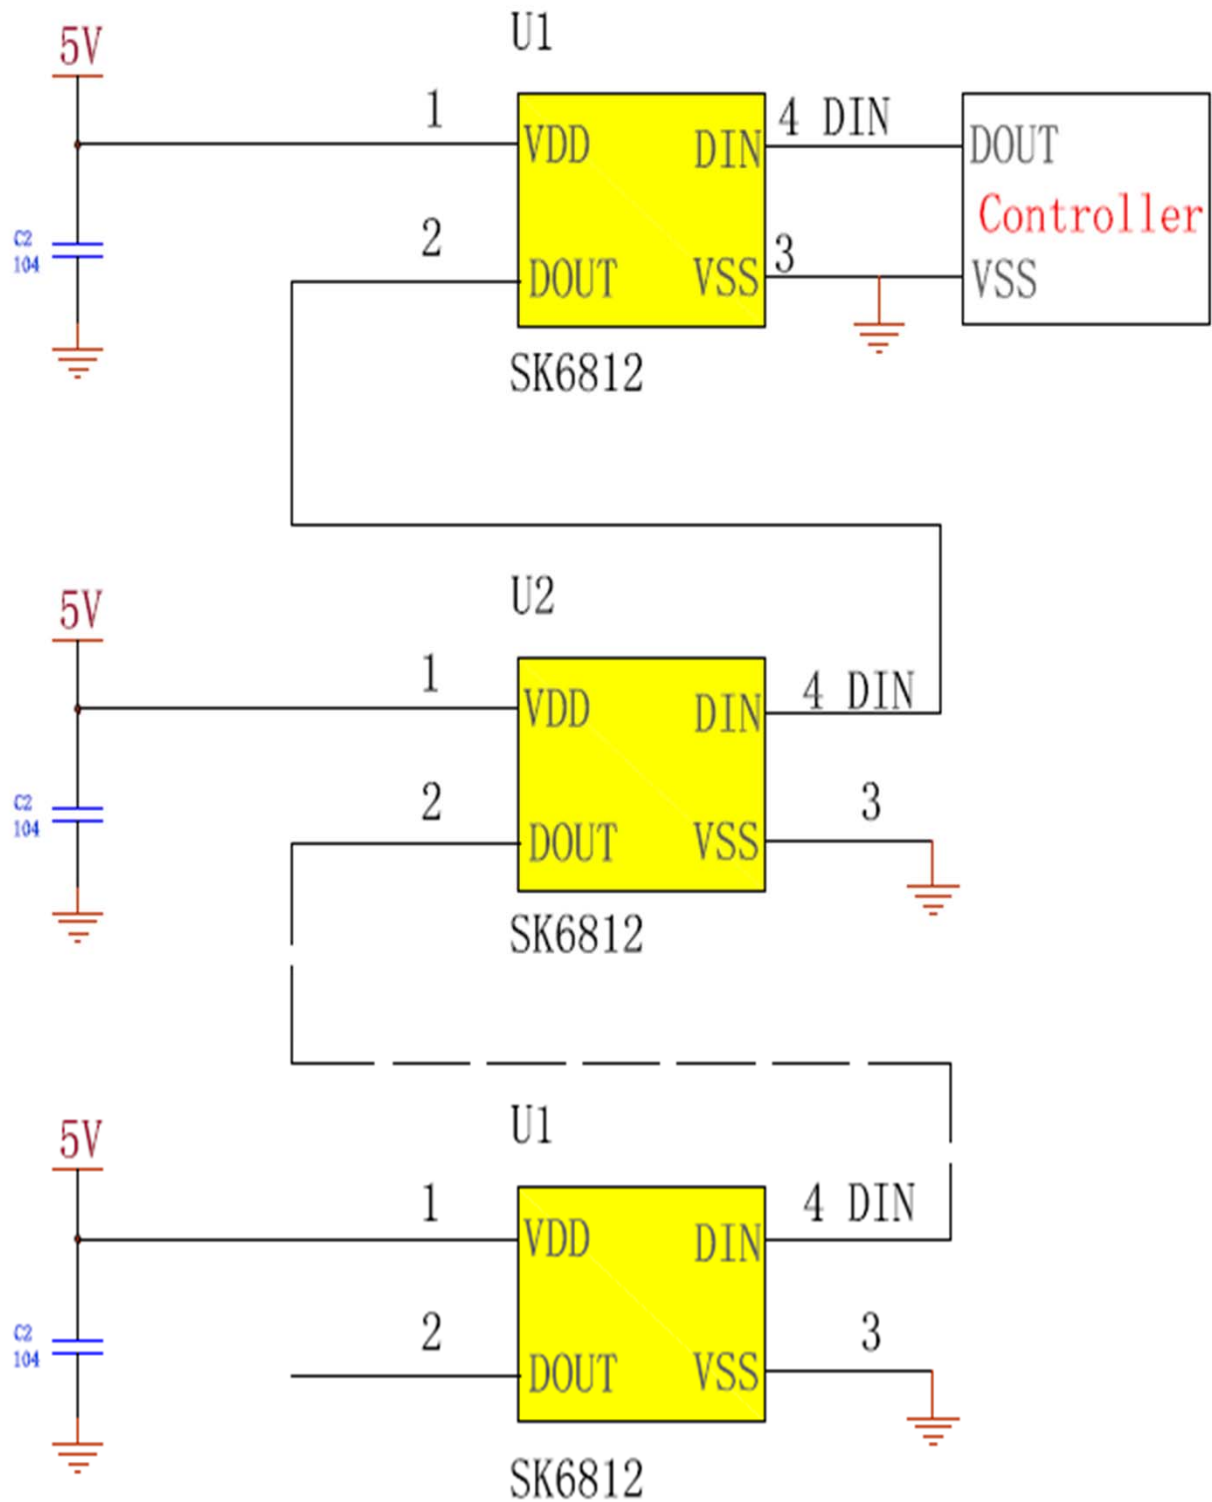 U1
5V
1
4 DIN
VDD
DIN
DOUT
Controller
2
3
C2
104
DOUT
VSS
VSS
SK6812
U2
5V
1
4 DIN
VDD
DIN
2
3
C2
104
DOUT
VSS
SK6812
U1
5V
1
4 DIN
VDD
DIN
2
3
C2
104
DOUT
VSS
SK6812